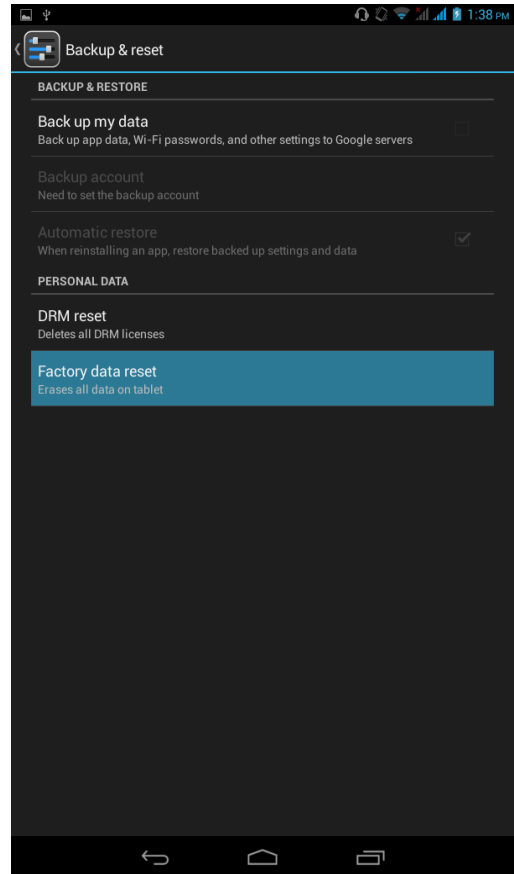 1:38 PM
Backup & reset
BACKUP & RESTORE
Back up my data
Back up app data, Wi-Fi passwords, and other settings to Google servers
Backup account
Need to set the backup account
Automatic restore
When reinstalling an app, restore backed up settings and data
PERSONAL DATA
DRM reset
Deletes all DRM licenses
Factory data reset
Erases all data on tablet